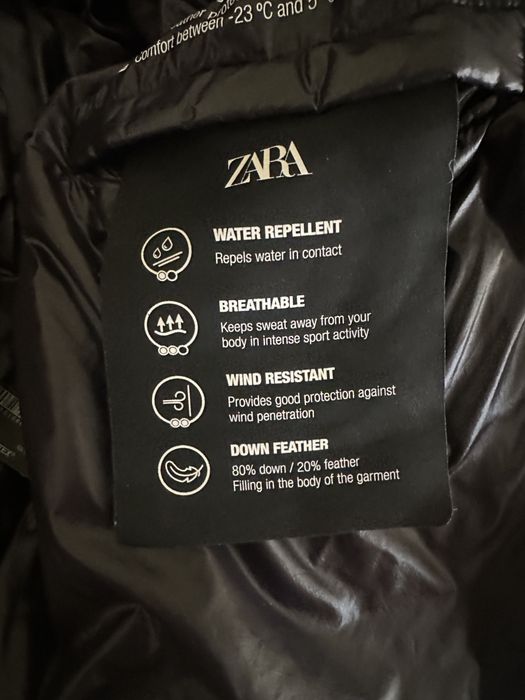 comfort between -23 ºC and 5
ZARA
WATER REPELLENT
Repels water in contact
BREATHABLE
Keeps sweat away from your
body in intense sport activity
WIND RESISTANT
Provides good protection against
wind penetration
DOWN FEATHER
80% down / 20% feather
Filling in the body of the garment